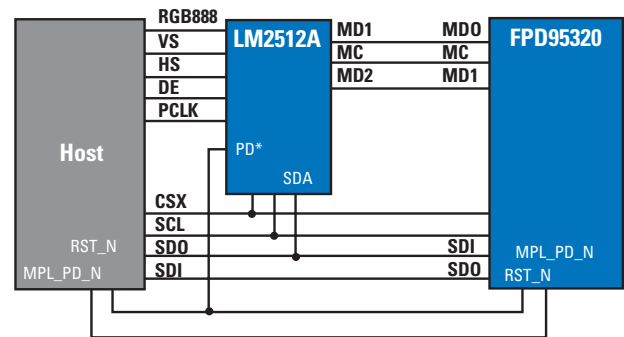 RGB888
VS
HS
DE
PCLK
Host
LM2512A
PD*
SDA
MD1
MC
MD2
MD0
MC
MD1
FPD95320
CSX
SCL
SDO
SDI
RST_N
MPL_PD_N
SDI
SDO
MPL_PD_N
RST_N